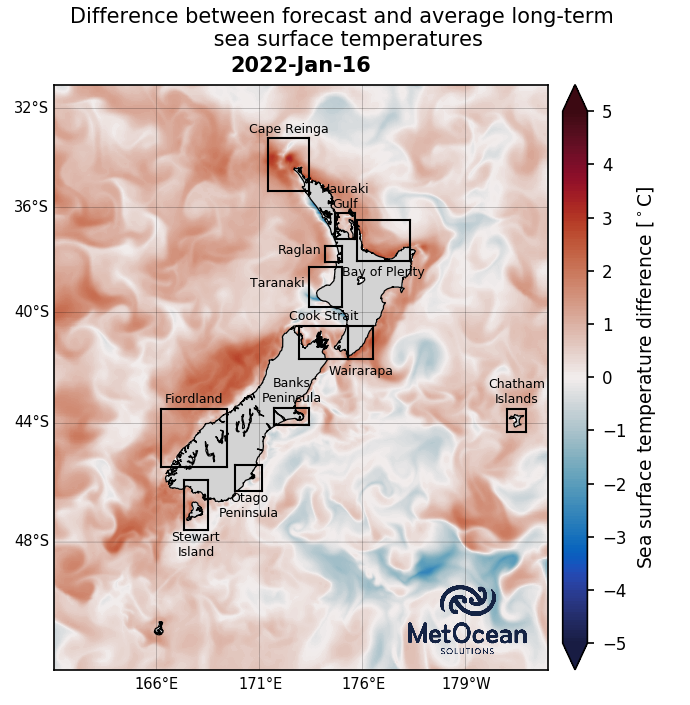 Difference between forecast and average long-term
sea surface temperatures
2022-Jan-16
32°S
36°S
40°S
44°S
48°S
Cape Reinga
Hauraki
Gulf
Raglan
Bay of Plenty
Taranaki
Cook Strait
Wairarapa
Banks
Peninsula
Fiordland
Chatham
Islands
Otago
Peninsula
Stewart
Island
MetOcean
SOLUTIONS
166°E
171°E
176°E
179°W
5
4
3
2
1
0
−1
−2
−3
−4
−5
Sea surface temperature difference [°C]